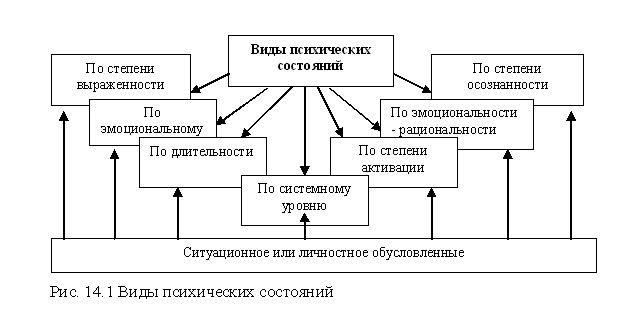 Виды психических
состояний
По степени
выраженности
По степени
осознанности
По
эмоциональному
По эмоциональности
- рациональности
По длительности
По степени
активации
По системному
уровню
Ситуационное или личностное обусловленные
Рис. 14.1 Виды психических состояний